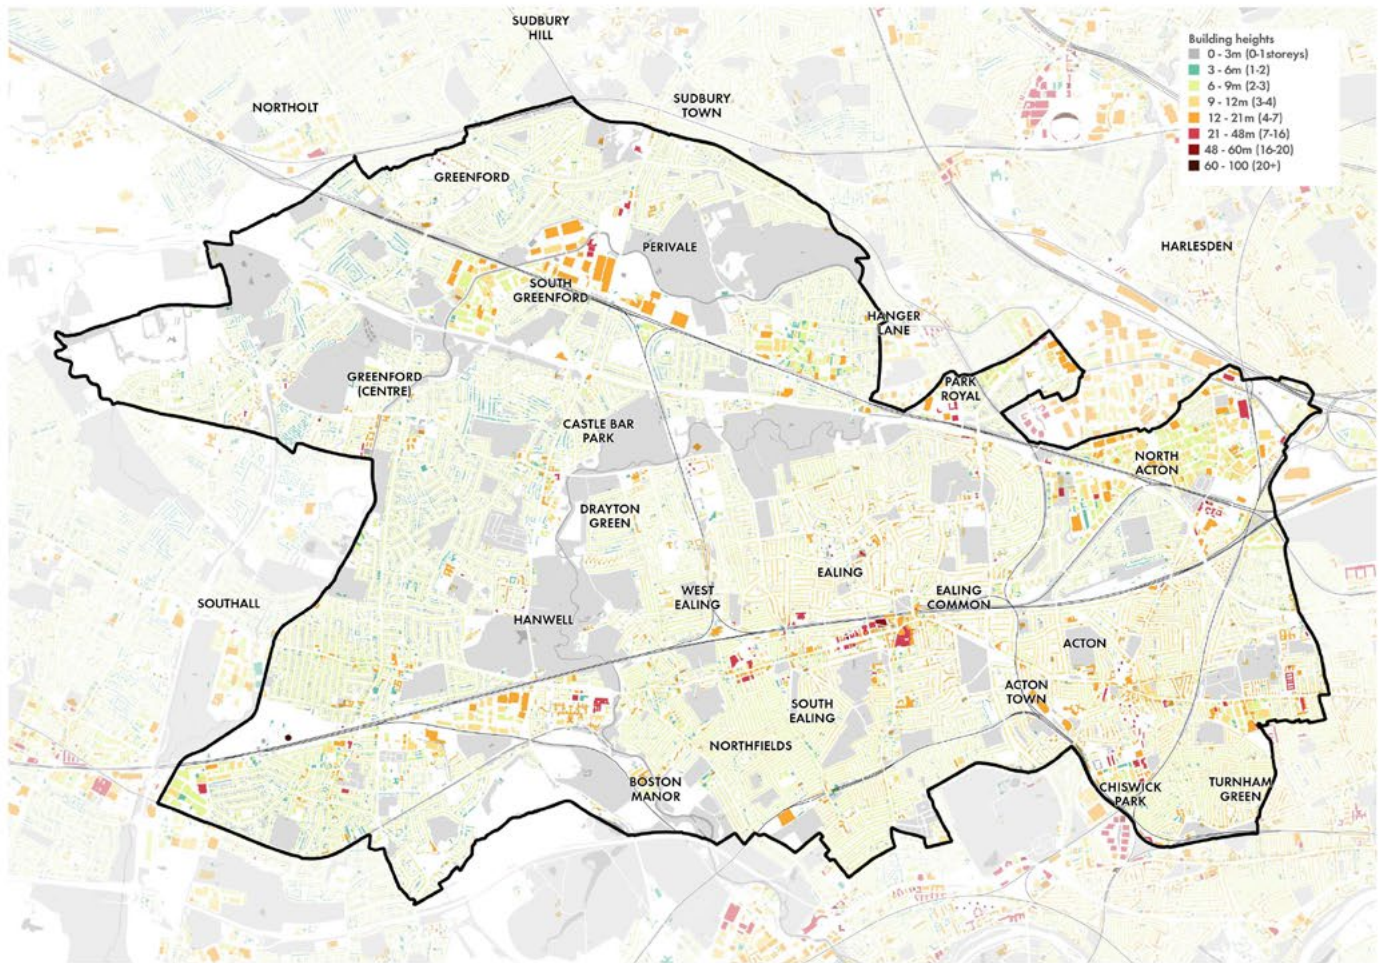 SUDBURY
HILL
Building heights
0 - 3m (0-1storeys)
3 - 6m (1-2)
6 - 9m (2-3)
9 - 12m (3-4)
12 - 21m (4-7)
21 - 48m (7-16)
48 - 60m (16-20)
60 - 100 (20+)
NORTHOLT
SUDBURY
TOWN
GREENFORD
PERIVALE
HARLESDEN
SOUTH
GREENFORD
HANGER
LANE
GREENFORD
(CENTRE)
PARK
ROYAL
CASTLE BAR
PARK
NORTH
ACTON
DRAYTON
GREEN
EALING
WEST
EALING
EALING
COMMON
SOUTHALL
HANWELL
ACTON
ACTON
TOWN
SOUTH
EALING
NORTHFIELDS
BOSTON
MANOR
CHISWICK
PARK
TURNHAM
GREEN